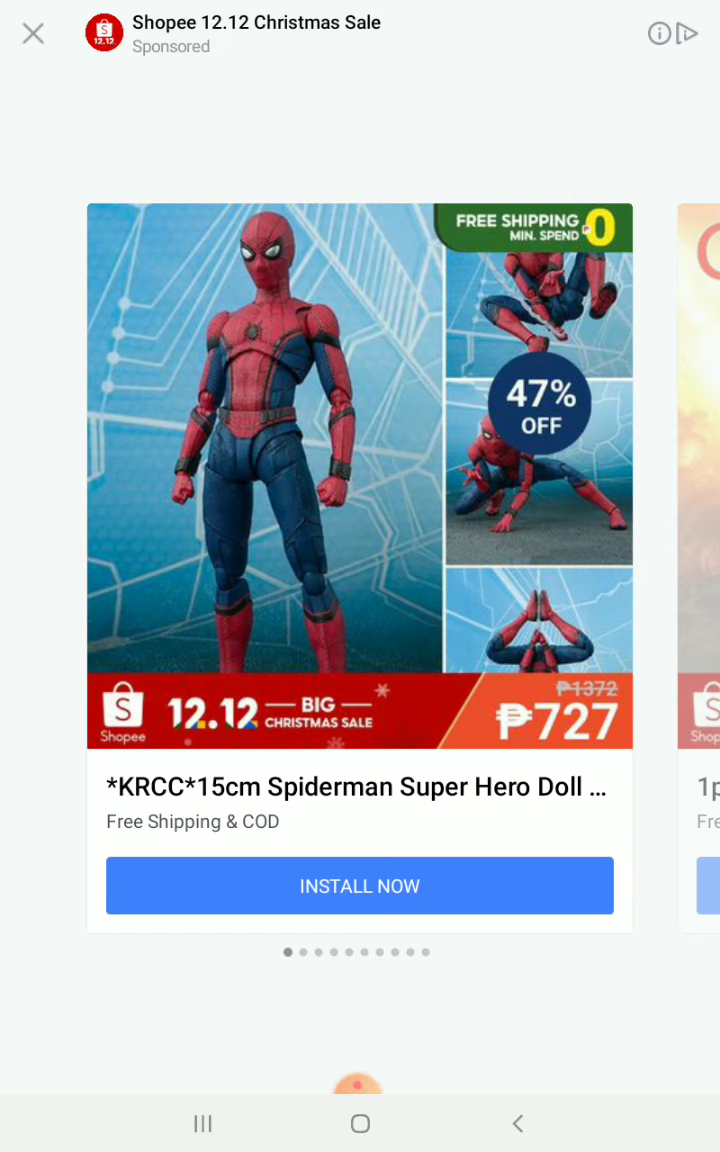 Shopee 12.12 Christmas Sale
Sponsored
FREE SHIPPING
MIN. SPEND ₱0
47%
OFF
S
Shopee
12.12
BIG
CHRISTMAS SALE
₱1372
₱727
*KRCC*15cm Spiderman Super Hero Doll ...
Free Shipping & COD
INSTALL NOW